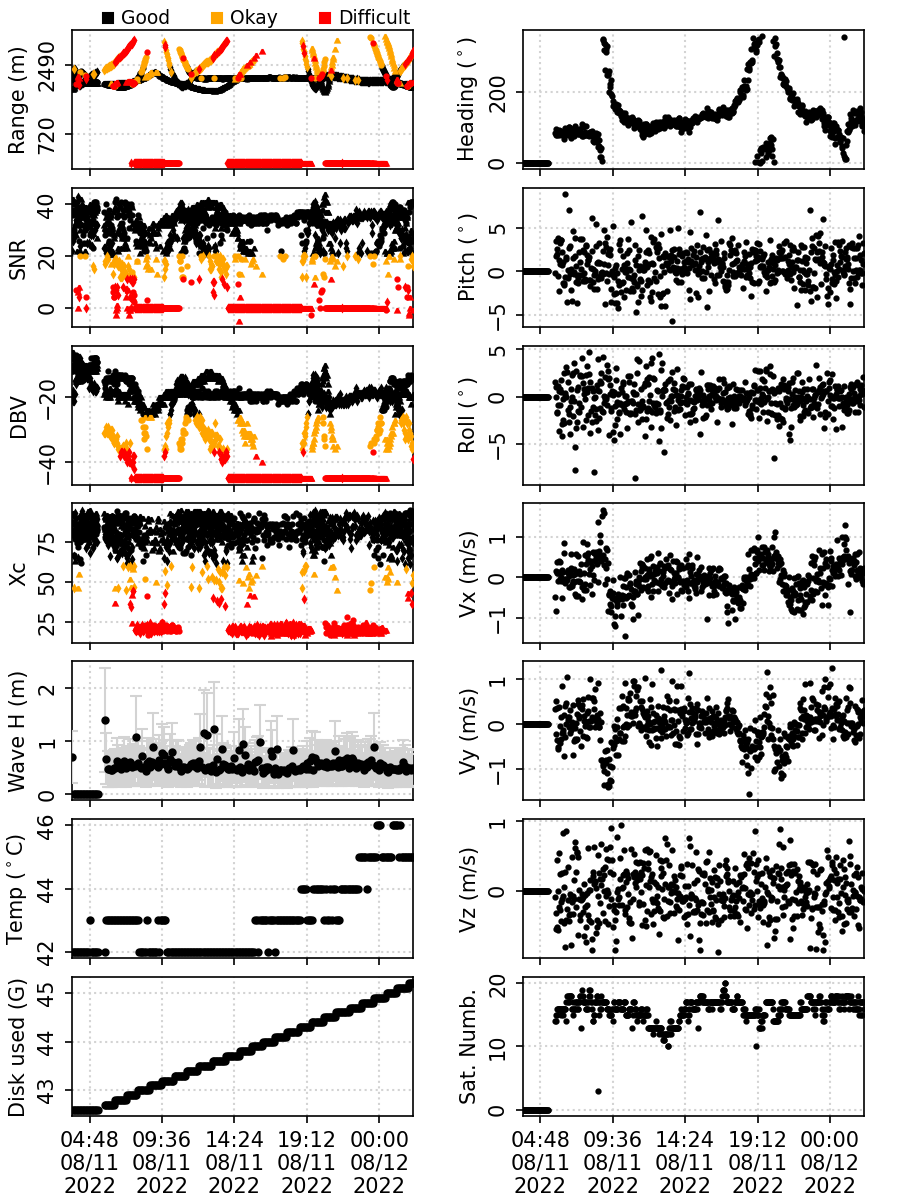 Good Okay Difficult
Range (m)
2490
720
Heading (°)
200
0
SNR
40
20
0
Pitch (°)
5
0
−5
DBV
−20
−40
Roll (°)
5
0
−5
Xc
75
50
25
Vx (m/s)
1
0
−1
Wave H (m)
2
1
0
Vy (m/s)
1
0
−1
Temp (°C)
46
44
42
Vz (m/s)
1
0
Disk used (G)
45
44
43
Sat. Numb.
20
10
0
04:48 09:36 14:24 19:12 00:00
08/11 08/11 08/11 08/11 08/12
2022 2022 2022 2022 2022
04:48 09:36 14:24 19:12 00:00
08/11 08/11 08/11 08/11 08/12
2022 2022 2022 2022 2022